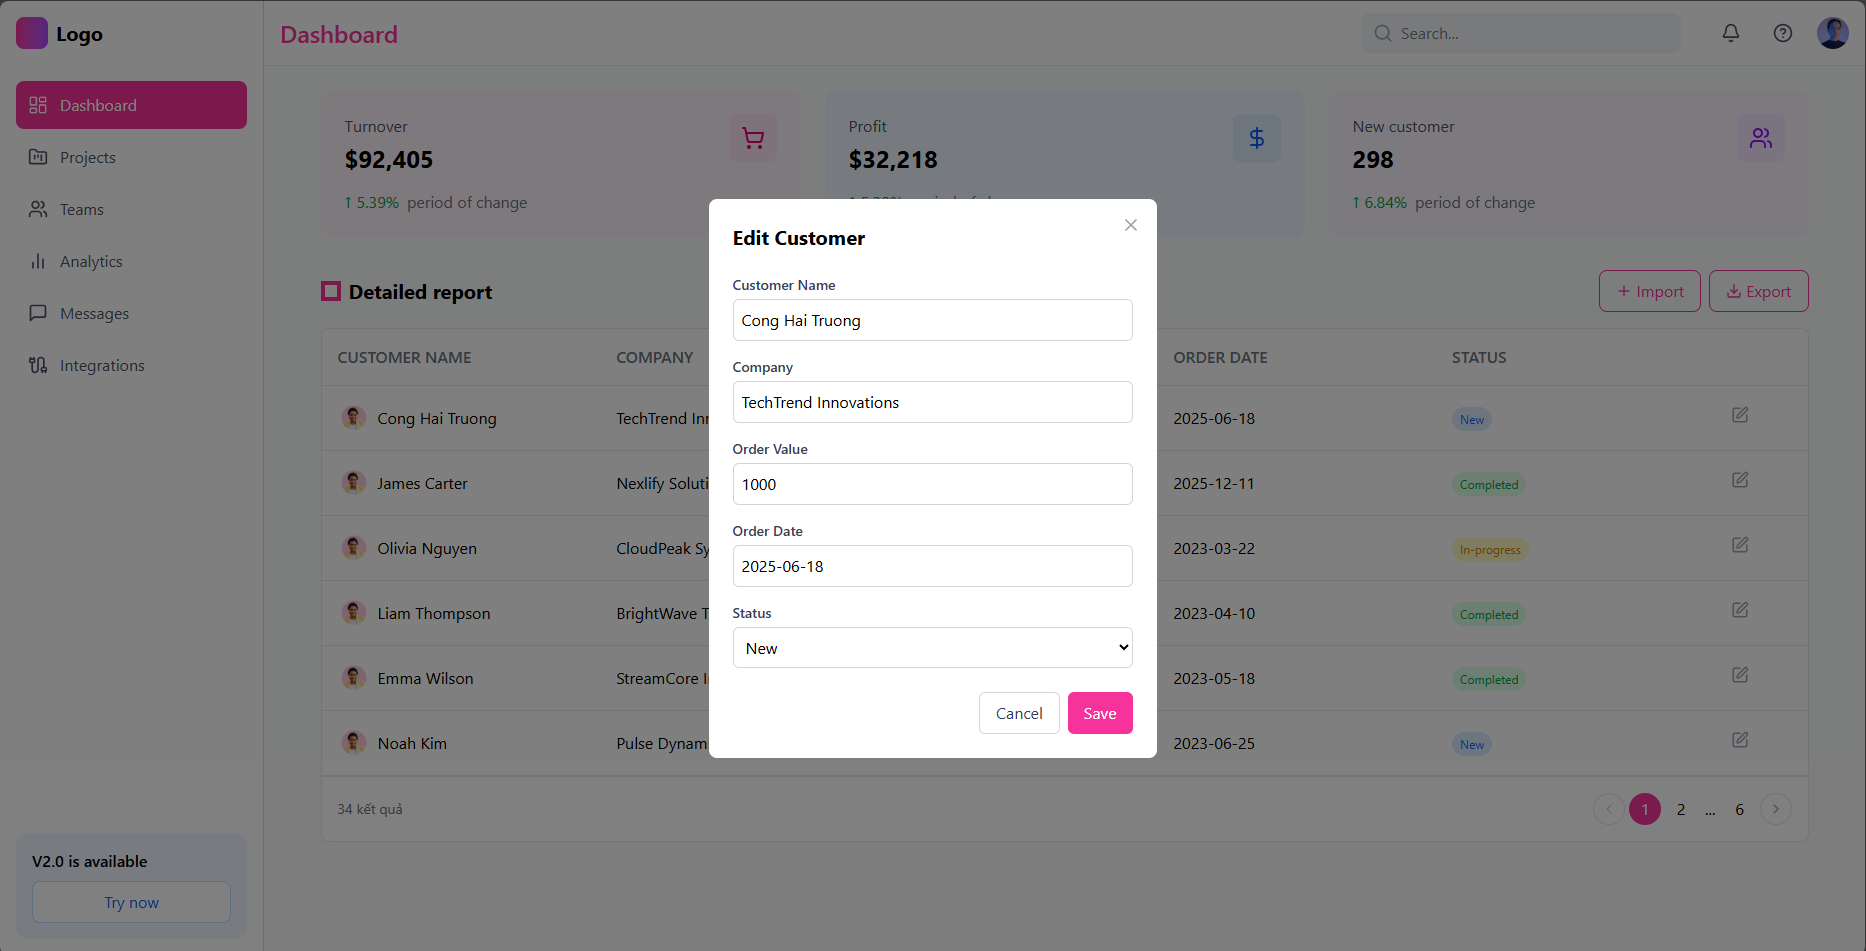 Logo
Dashboard
Search...
Dashboard
Projects
Teams
Analytics
Messages
Integrations
V2.0 is available
Try now
Turnover
$92,405
↑ 5.39% period of change
Profit
$32,218
New customer
298
↑ 6.84% period of change
Detailed report
+ Import
Export
CUSTOMER NAME COMPANY ORDER DATE STATUS
Cong Hai Truong TechTrend 2025-06-18 New
James Carter Nexlify 2025-12-11 Completed
Olivia Nguyen CloudPeak 2023-03-22 In-progress
Liam Thompson BrightWave 2023-04-10 Completed
Emma Wilson StreamCore 2023-05-18 Completed
Noah Kim Pulse 2023-06-25 New
34 kết quả
1 2 ... 6
Edit Customer
Customer Name
Cong Hai Truong
Company
TechTrend Innovations
Order Value
1000
Order Date
2025-06-18
Status
New
Cancel
Save